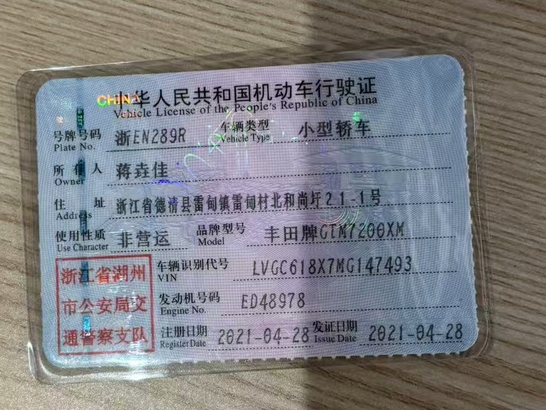 中华人民共和国机动车行驶证
Vehicle License of the People's Republic of China
号牌号码 浙EN289R 车辆类型 小型轿车
Plate No. Vehicle Type
所有人 蒋垚佳
Owner
住址 浙江省德清县雷甸镇雷甸村北和尚圩21-1号
Address
使用性质 非营运 品牌型号 丰田牌GTM7200XM
Use Character Model
浙江省湖州
市公安局交
通警察支队
车辆识别代号 LVGC618X7MG147493
VIN
发动机号码 ED48978
Engine No.
注册日期 2021-04-28 发证日期 2021-04-28
Register Date Issue Date